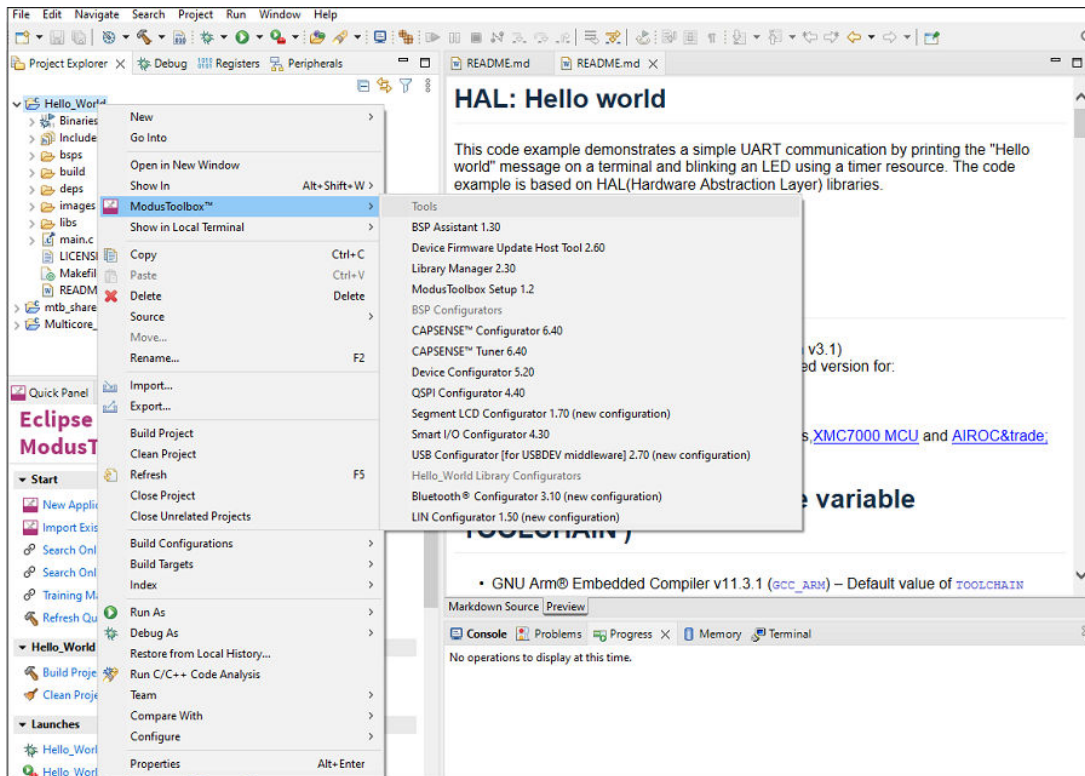 File Edit Navigate Search Project Run Window Help
Project Explorer
Debug
Registers
Peripherals
README.md
README.md
Hello_World
Binaries
Include
bsps
build
deps
images
libs
main.c
LICENS
Makefil
READM
mtb_share
Multicore_
New
Go Into
Open in New Window
Show In Alt+Shift+W
ModusToolbox™
Show in Local Terminal
Copy Ctrl+C
Paste Ctrl+V
Delete Delete
Source
Move...
Rename... F2
Import...
Export...
Build Project
Clean Project
Refresh F5
Close Project
Close Unrelated Projects
Build Configurations
Build Targets
Index
Run As
Debug As
Restore from Local History...
Run C/C++ Code Analysis
Team
Compare With
Configure
Properties Alt+Enter
Tools
BSP Assistant 1.30
Device Firmware Update Host Tool 2.60
Library Manager 2.30
ModusToolbox Setup 1.2
BSP Configurators
CAPSENSE™ Configurator 6.40
CAPSENSE™ Tuner 6.40
Device Configurator 5.20
QSPI Configurator 4.40
Segment LCD Configurator 1.70 (new configuration)
Smart I/O Configurator 4.30
USB Configurator [for USBDEV middleware] 2.70 (new configuration)
Hello_World Library Configurators
Bluetooth® Configurator 3.10 (new configuration)
LIN Configurator 1.50 (new configuration)
Quick Panel
Eclipse
ModusT
Start
New Applic
Import Exis
Search Onl
Search Onl
Training Ma
Refresh Qu
Hello_World
Build Proje
Clean Proje
Launches
Hello_Worl
Hello_Worl
HAL: Hello world
This code example demonstrates a simple UART communication by printing the "Hello
world" message on a terminal and blinking an LED using a timer resource. The code
example is based on HAL(Hardware Abstraction Layer) libraries.
v3.1)
ed version for:
s,XMC7000 MCU and AIROC&trade;
variable
TOOLCHAIN )
• GNU Arm® Embedded Compiler v11.3.1 (GCC_ARM) – Default value of TOOLCHAIN
Markdown Source Preview
Console Problems Progress Memory Terminal
No operations to display at this time.